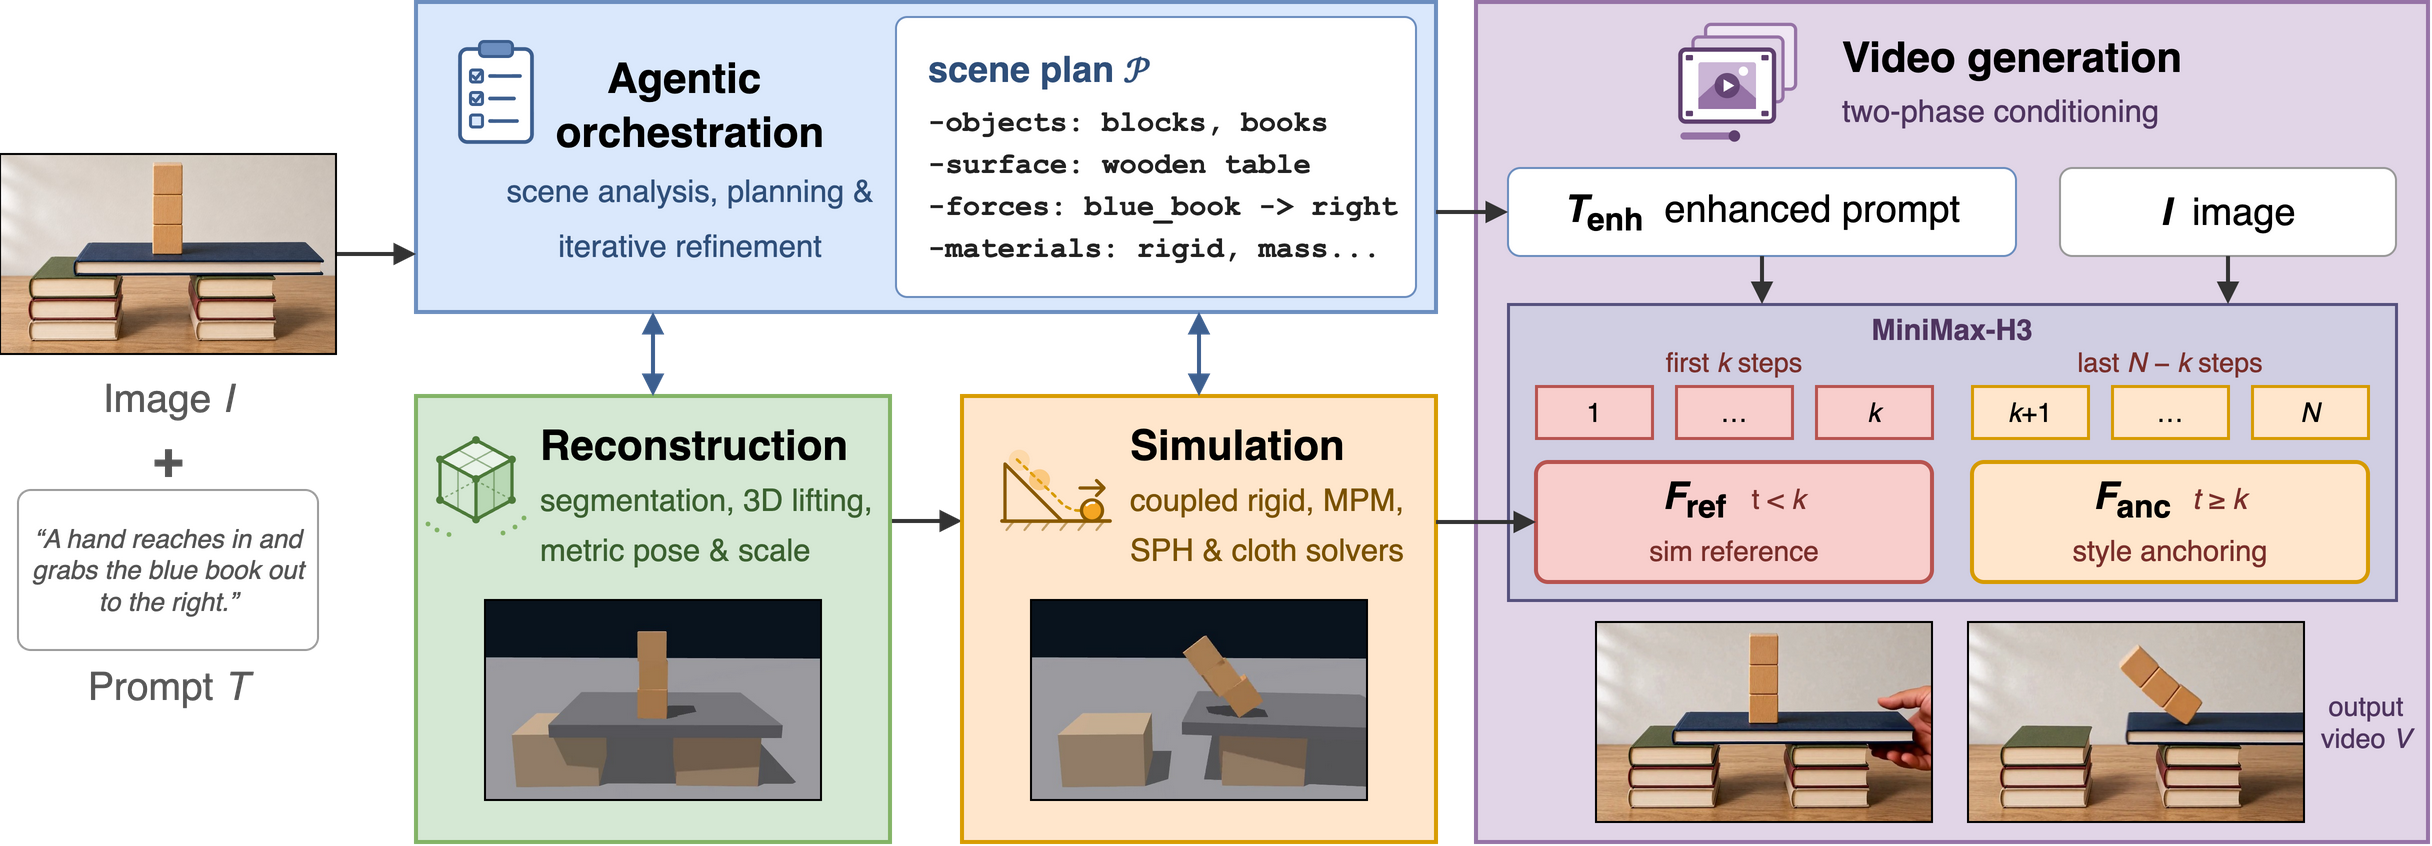 Image I
+
“A hand reaches in and
grabs the blue book out
to the right.”
Prompt T
Agentic
orchestration
scene analysis, planning &
iterative refinement
scene plan 𝒫
-objects: blocks, books
-surface: wooden table
-forces: blue_book -> right
-materials: rigid, mass...
Reconstruction
segmentation, 3D lifting,
metric pose & scale
Simulation
coupled rigid, MPM,
SPH & cloth solvers
Video generation
two-phase conditioning
T_enh enhanced prompt
I image
MiniMax-H3
first k steps
last N – k steps
1 ... k
k+1 ... N
F_ref t < k
sim reference
F_anc t ≥ k
style anchoring
output
video V